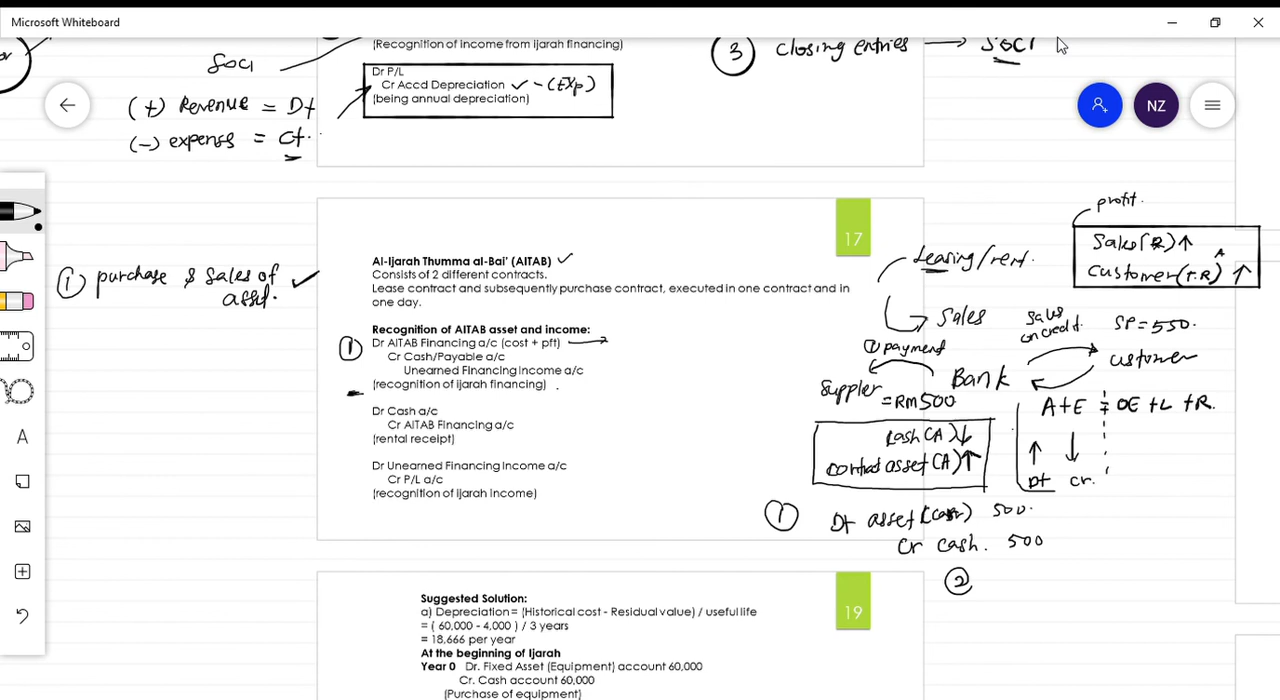 Microsoft Whiteboard
(Recognition of income from ijarah financing)
Dr P/L
Cr Accd Depreciation ✓ - (Exp)
(being annual depreciation)
3 closing entries → SOCI
SOCI
(+) Revenue = Dt
(-) expense = Ct.
NZ
17
Al-Ijarah Thumma al-Bai' (AITAB) ✓
Consists of 2 different contracts.
Lease contract and subsequently purchase contract, executed in one contract and in
one day.
1 purchase & Sales of
asset. ✓
Recognition of AITAB asset and income:
1 Dr AITAB Financing a/c (cost + pft) →
Cr Cash/Payable a/c
Unearned Financing Income a/c
(recognition of ijarah financing)
Dr Cash a/c
Cr AITAB Financing a/c
(rental receipt)
Dr Unearned Financing Income a/c
Cr P/L a/c
(recognition of ijarah income)
profit.
Sales(R) ↑
Customer(T.R) ↑
A
Leasing/rent.
Sales
Sales
on credit.
SP = 550.
payment
customer
Bank
Supplier
= RM500
A + E = OE + L + R.
↑ ↓
Dt Cr.
Cash (A) ↓
contract asset (A) ↑
1 Dt asset (Cash) 500.
Cr cash. 500
2
19
Suggested Solution:
a) Depreciation = (Historical cost - Residual value) / useful life
= ( 60,000 - 4,000 ) / 3 years
= 18,666 per year
At the beginning of Ijarah
Year 0 Dr. Fixed Asset (Equipment) account 60,000
Cr. Cash account 60,000
(Purchase of equipment)